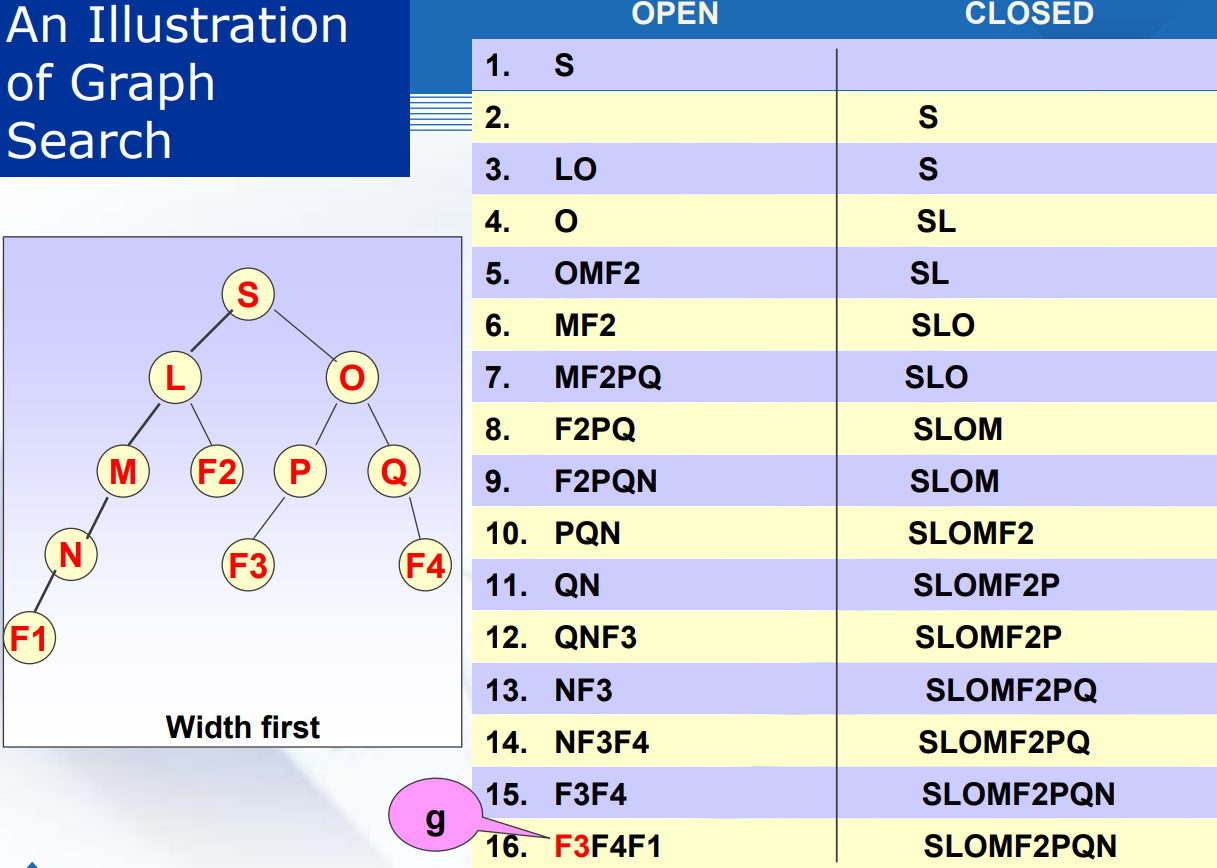 An Illustration
of Graph
Search
OPEN CLOSED
1. S
2. S
3. LO S
4. O SL
5. OMF2 SL
6. MF2 SLO
7. MF2PQ SLO
8. F2PQ SLOM
9. F2PQN SLOM
10. PQN SLOMF2
11. QN SLOMF2P
12. QNF3 SLOMF2P
13. NF3 SLOMF2PQ
14. NF3F4 SLOMF2PQ
15. F3F4 SLOMF2PQN
16. F3F4F1 SLOMF2PQN
S
L O
M F2 P Q
N F3 F4
F1
Width first
g